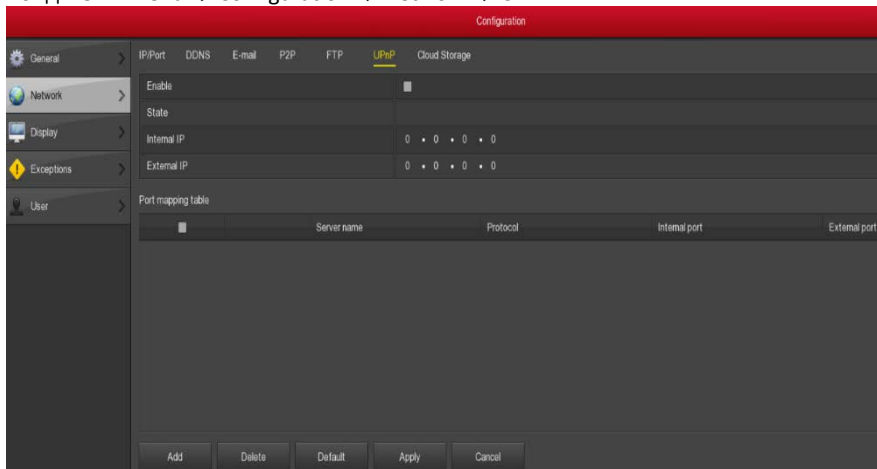 Configuration
General
Network
Display
Exceptions
User
IP/Port DDNS E-mail P2P FTP UPnP Cloud Storage
Enable
State
Internal IP 0 • 0 • 0 • 0
External IP 0 • 0 • 0 • 0
Port mapping table
Server name Protocol Internal port External port
Add Delete Default Apply Cancel